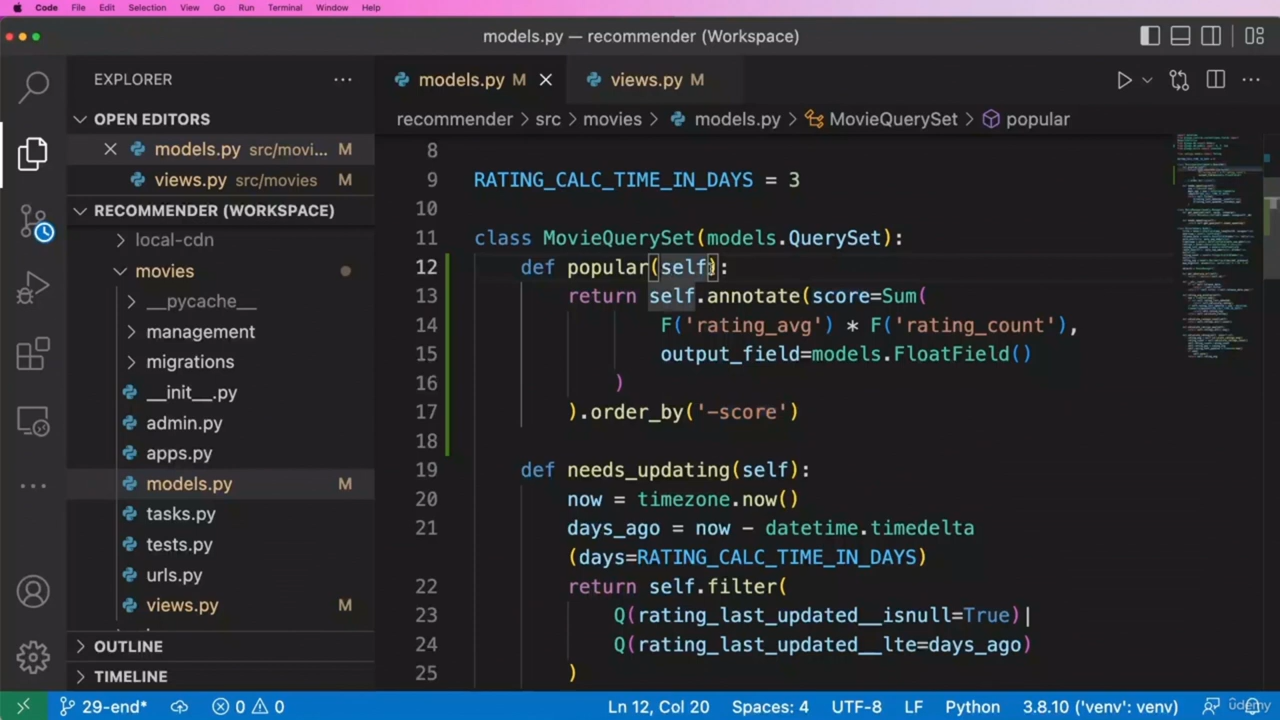 Code File Edit Selection View Go Run Terminal Window Help
models.py — recommender (Workspace)
EXPLORER
models.py M
views.py M
OPEN EDITORS
recommender > src > movies > models.py > MovieQuerySet > popular
models.py src/movi... M
views.py src/movies M
RECOMMENDER (WORKSPACE)
local-cdn
movies
__pycache__
management
migrations
__init__.py
admin.py
apps.py
models.py M
tasks.py
tests.py
urls.py
views.py M
OUTLINE
TIMELINE
8
9 RATING_CALC_TIME_IN_DAYS = 3
10
11 class MovieQuerySet(models.QuerySet):
12 def popular(self):
13 return self.annotate(score=Sum(
14 F('rating_avg') * F('rating_count'),
15 output_field=models.FloatField()
16 )
17 ).order_by('-score')
18
19 def needs_updating(self):
20 now = timezone.now()
21 days_ago = now - datetime.timedelta
(days=RATING_CALC_TIME_IN_DAYS)
22 return self.filter(
23 Q(rating_last_updated__isnull=True)|
24 Q(rating_last_updated__lte=days_ago)
25 )
29-end* 0 0 Ln 12, Col 20 Spaces: 4 UTF-8 LF Python 3.8.10 ('venv': venv)
udemy